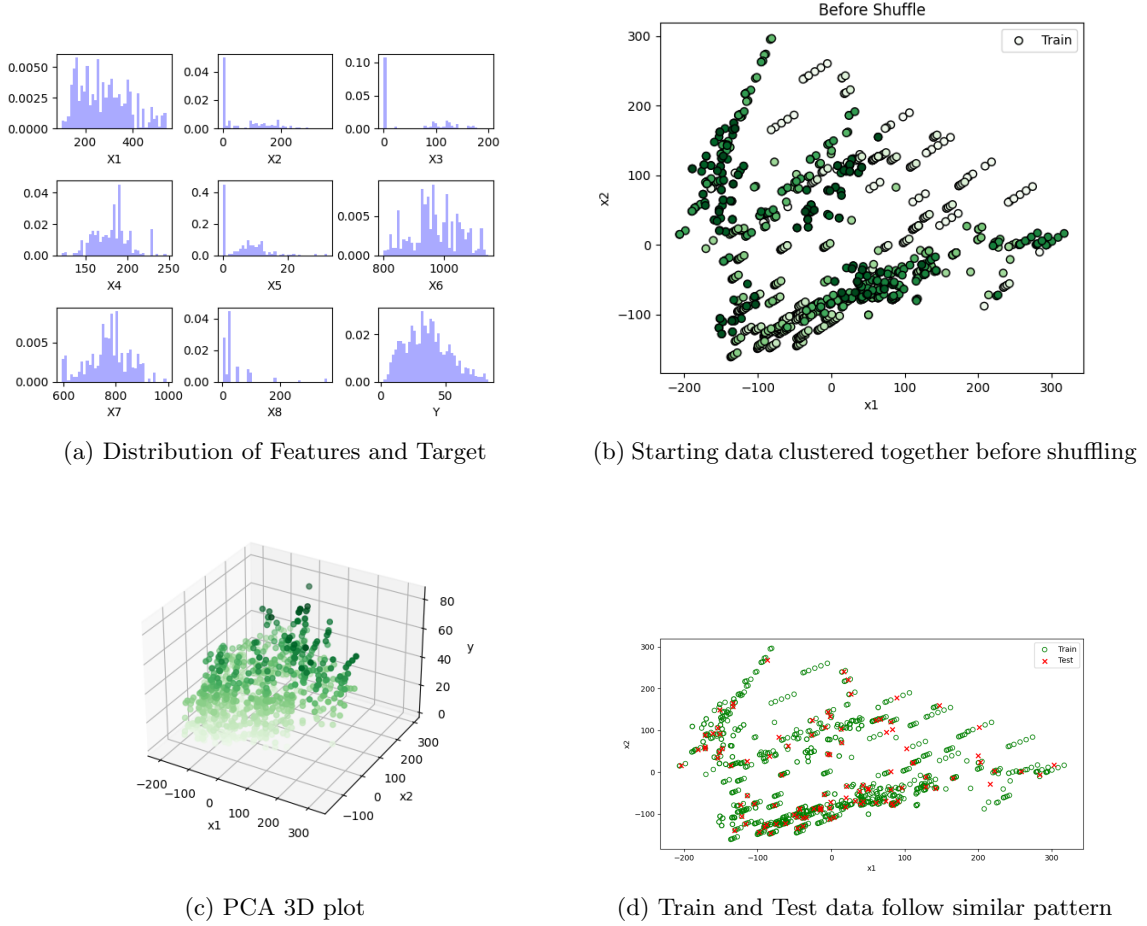 0.0050
0.0025
0.0000
200 400
X1
0.04
0.02
0.00
0 100 200
X2
0.10
0.05
0.00
0 100 200
X3
0.04
0.02
0.00
150 200 250
X4
0.04
0.02
0.00
0 20
X5
0.005
0.000
800 1000
X6
0.005
0.000
600 800 1000
X7
0.04
0.02
0.00
0 200
X8
0.02
0.00
0 50
Y
(a) Distribution of Features and Target
Before Shuffle
Train
300
200
100
0
−100
x2
−200 −100 0 100 200 300
x1
(b) Starting data clustered together before shuffling
80
60
40
20
0
y
−200 −100 0 100 200 300
x1
−100 0 100 200 300
x2
(c) PCA 3D plot
Train
Test
300
200
100
0
−100
x2
−200 −100 0 100 200 300
x1
(d) Train and Test data follow similar pattern